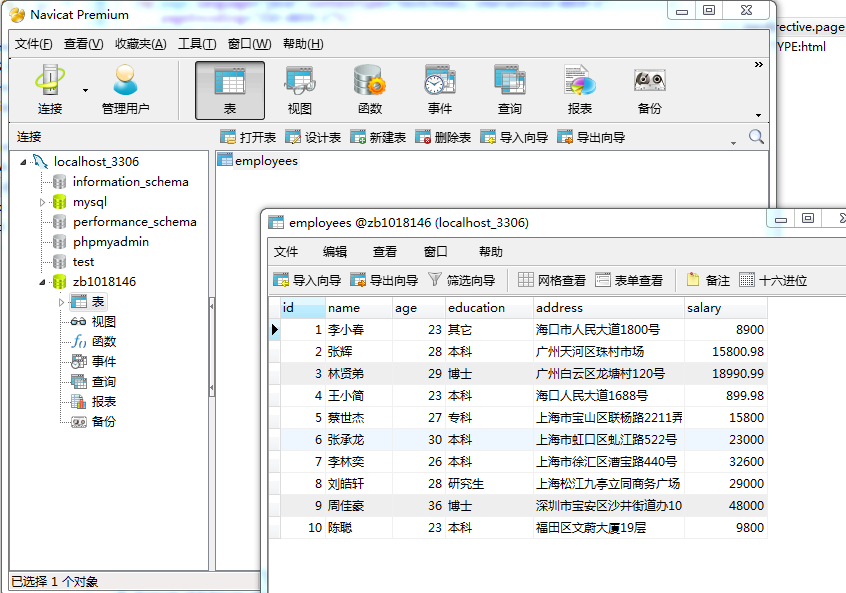 Navicat Premium
文件(F) 查看(V) 收藏夹(A) 工具(T) 窗口(W) 帮助(H)
连接 管理用户 表 视图 函数 事件 查询 报表 备份
连接
打开表 设计表 新建表 删除表 导入向导 导出向导
employees
localhost_3306
information_schema
mysql
performance_schema
phpmyadmin
test
zb1018146
表
视图
函数
事件
查询
报表
备份
已选择 1 个对象
employees @zb1018146 (localhost_3306)
文件 编辑 查看 窗口 帮助
导入向导 导出向导 筛选向导 网格查看 表单查看 备注 十六进位
id name age education address salary
1 李小春 23 其它 海口市人民大道1800号 8900
2 张辉 28 本科 广州天河区珠村市场 15800.98
3 林贤弟 29 博士 广州白云区龙塘村120号 18990.99
4 王小简 23 本科 海口人民大道1688号 899.98
5 蔡世杰 27 专科 上海市宝山区联杨路2211弄 15800
6 张承龙 30 本科 上海市虹口区虬江路522号 23000
7 李林奕 26 本科 上海市徐汇区漕宝路440号 32600
8 刘皓轩 28 研究生 上海松江九亭立同商务广场 29000
9 周佳豪 36 博士 深圳市宝安区沙井街道办10 48000
10 陈聪 23 本科 福田区文蔚大厦19层 9800
directive.page
YPE:html